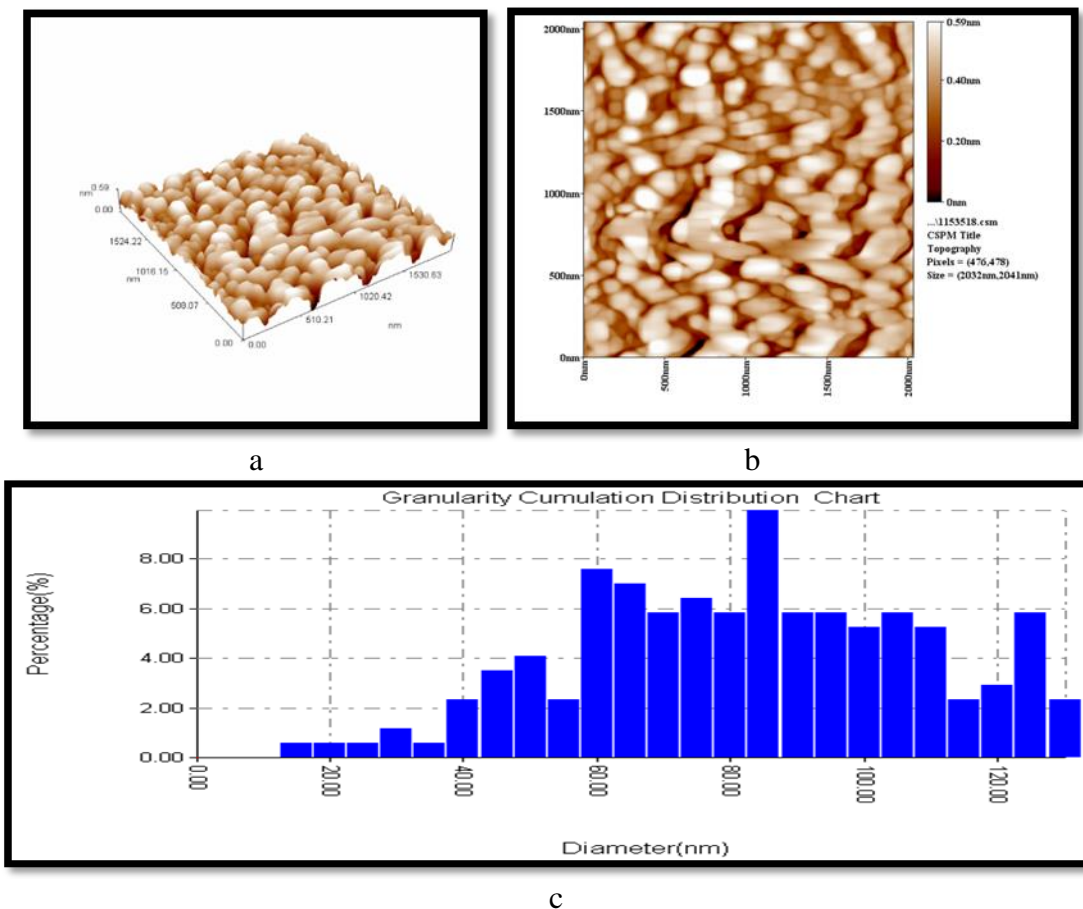 0.59
nm
0.00
1524.22
1016.15
nm
0.00
0.00
510.21
1020.42
1530.63
nm
a
2000nm
1500nm
1000nm
500nm
0nm
0nm
500nm
1000nm
1500nm
2000nm
0.59nm
0.40nm
0.20nm
0nm
...\1153518.csm
CSPM Title
Topography
Pixels = (476,478)
Size = (2032nm,2041nm)
b
Granularity Cumulation Distribution Chart
Percentage(%)
8.00
6.00
4.00
2.00
0.00
0.00
20.00
40.00
60.00
80.00
100.00
120.00
Diameter(nm)
c